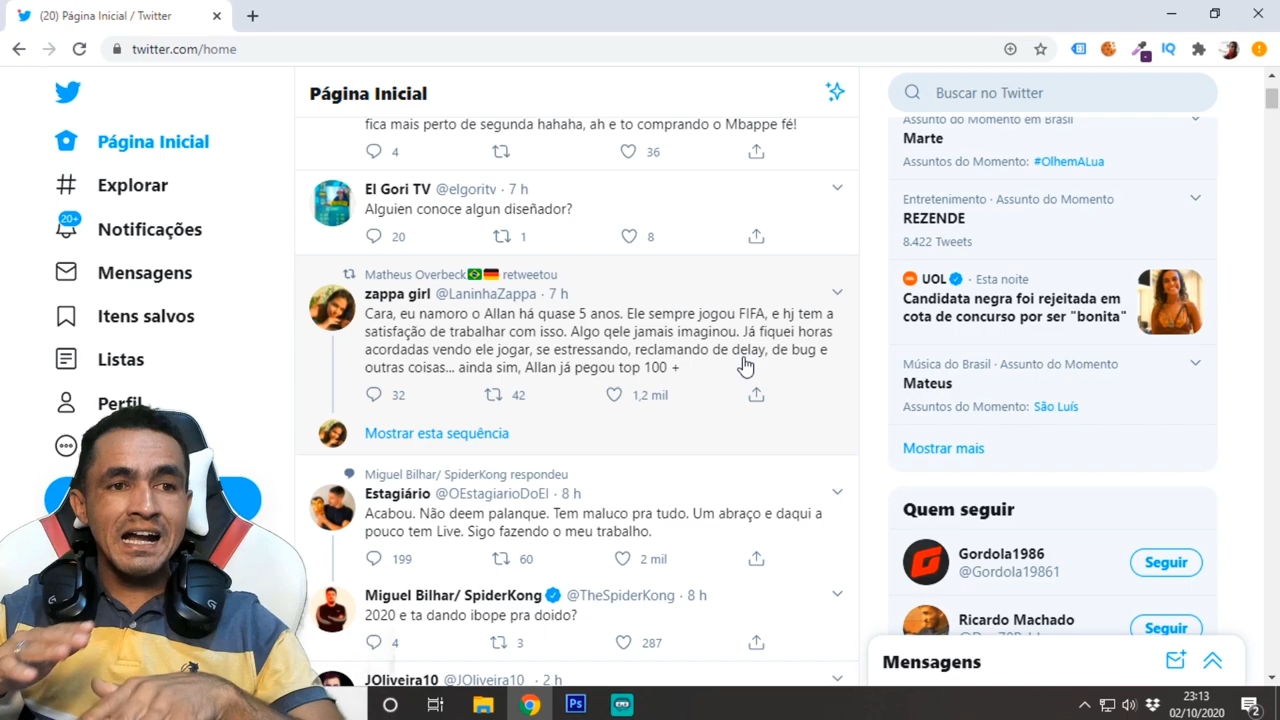 (20) Página Inicial / Twitter
twitter.com/home
Página Inicial
Explorar
20+
Notificações
Mensagens
Itens salvos
Listas
Perfil
Página Inicial
fica mais perto de segunda hahaha, ah e to comprando o Mbappe fé!
4 36
El Gori TV @elgoritv · 7 h
Alguien conoce algun diseñador?
20 1 8
Matheus Overbeck retweetou
zappa girl @LaninhaZappa · 7 h
Cara, eu namoro o Allan há quase 5 anos. Ele sempre jogou FIFA, e hj tem a
satisfação de trabalhar com isso. Algo qele jamais imaginou. Já fiquei horas
acordadas vendo ele jogar, se estressando, reclamando de delay, de bug e
outras coisas... ainda sim, Allan já pegou top 100 +
32 42 1,2 mil
Mostrar esta sequência
Miguel Bilhar/ SpiderKong respondeu
Estagiário @OEstagiarioDoEI · 8 h
Acabou. Não deem palanque. Tem maluco pra tudo. Um abraço e daqui a
pouco tem Live. Sigo fazendo o meu trabalho.
199 60 2 mil
Miguel Bilhar/ SpiderKong @TheSpiderKong · 8 h
2020 e ta dando ibope pra doido?
4 3 287
JOliveira10 @JOliveira10 · 2 h
Buscar no Twitter
Assunto do Momento em Brasil
Marte
Assuntos do Momento: #OlhemALua
Entretenimento · Assunto do Momento
REZENDE
8.422 Tweets
UOL · Esta noite
Candidata negra foi rejeitada em
cota de concurso por ser "bonita"
Música do Brasil · Assunto do Momento
Mateus
Assuntos do Momento: São Luís
Mostrar mais
Quem seguir
Gordola1986
@Gordola19861
Seguir
Ricardo Machado
Seguir
Mensagens
IQ
Ps
23:13
02/10/2020
2